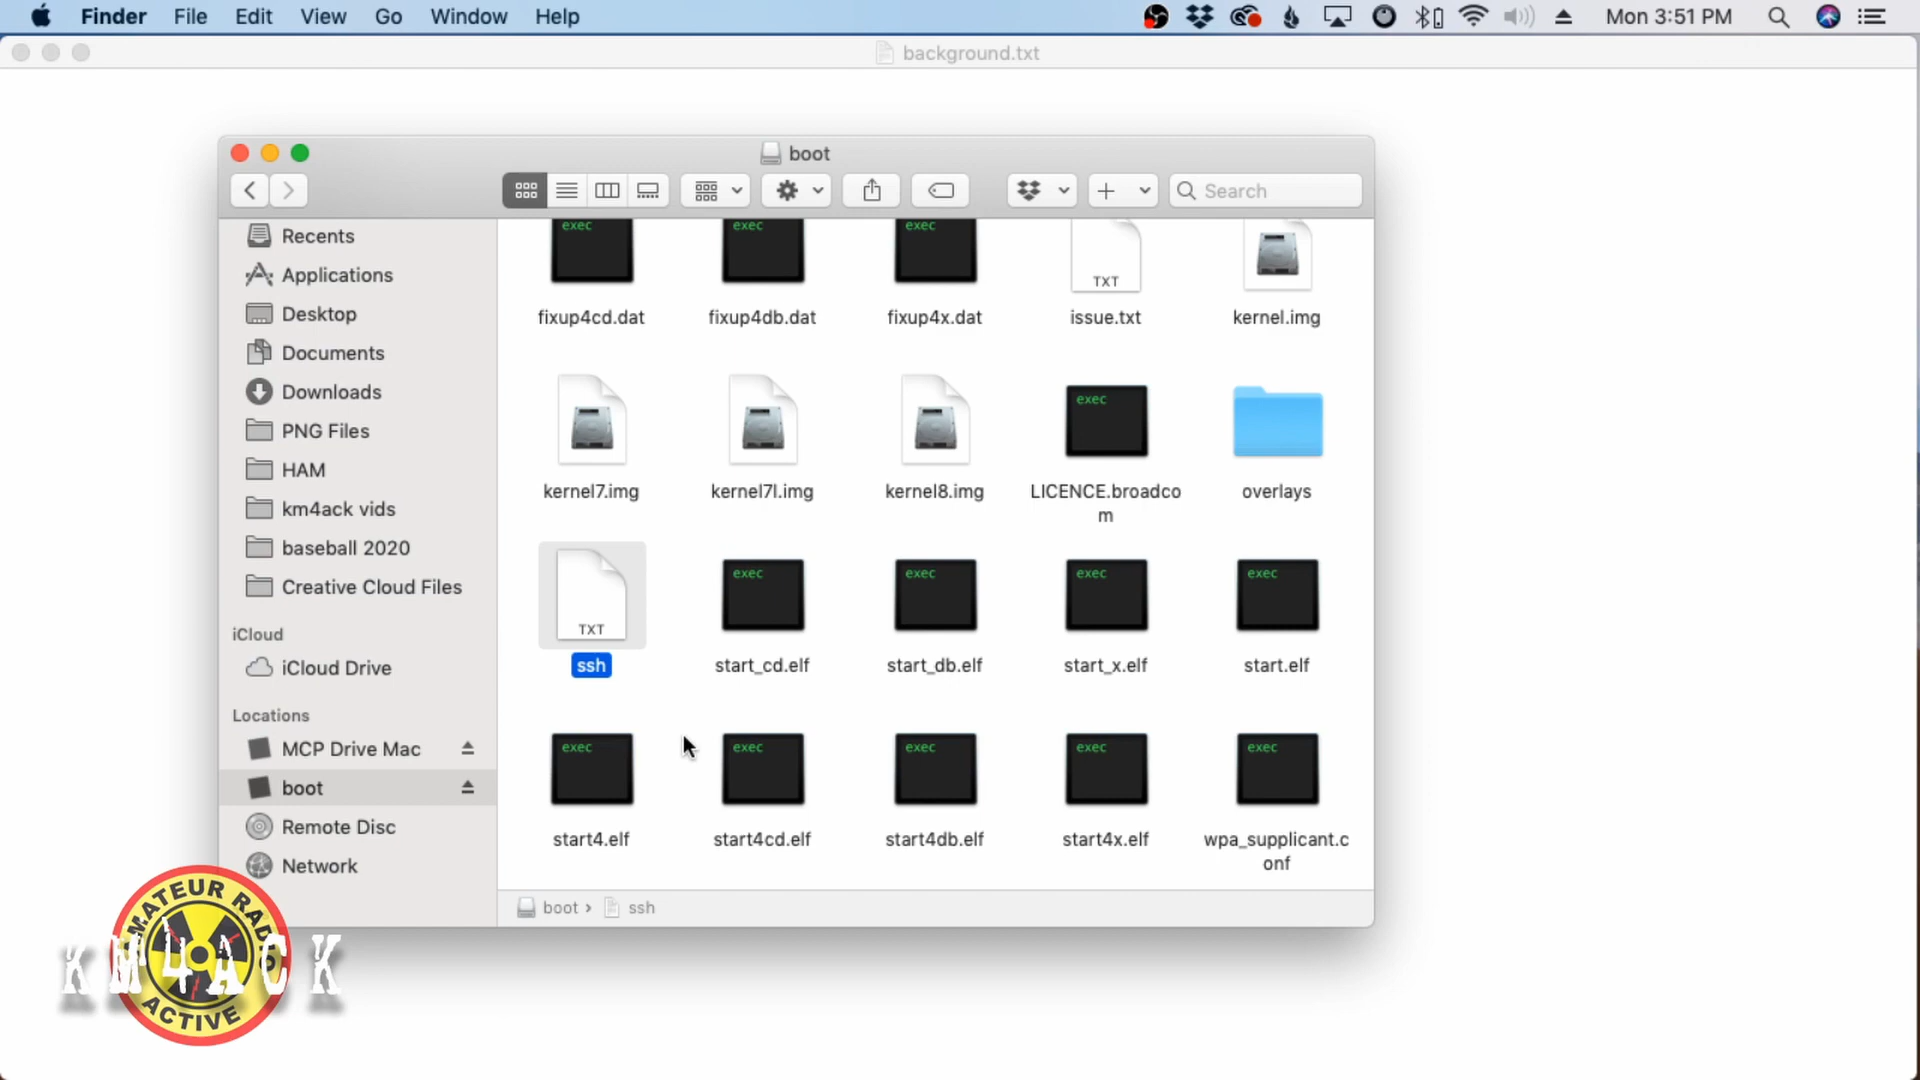 Finder File Edit View Go Window Help Mon 3:51 PM
background.txt
boot
Search
Recents
Applications
Desktop
Documents
Downloads
PNG Files
HAM
km4ack vids
baseball 2020
Creative Cloud Files
iCloud
iCloud Drive
Locations
MCP Drive Mac
boot
Remote Disc
Network
exec exec exec TXT
fixup4cd.dat fixup4db.dat fixup4x.dat issue.txt kernel.img
exec
kernel7.img kernel7l.img kernel8.img LICENCE.broadco overlays
m
TXT exec exec exec exec
ssh start_cd.elf start_db.elf start_x.elf start.elf
exec exec exec exec exec
start4.elf start4cd.elf start4db.elf start4x.elf wpa_supplicant.c
onf
boot › ssh
AMATEUR RADIO
KM4ACK
ACTIVE